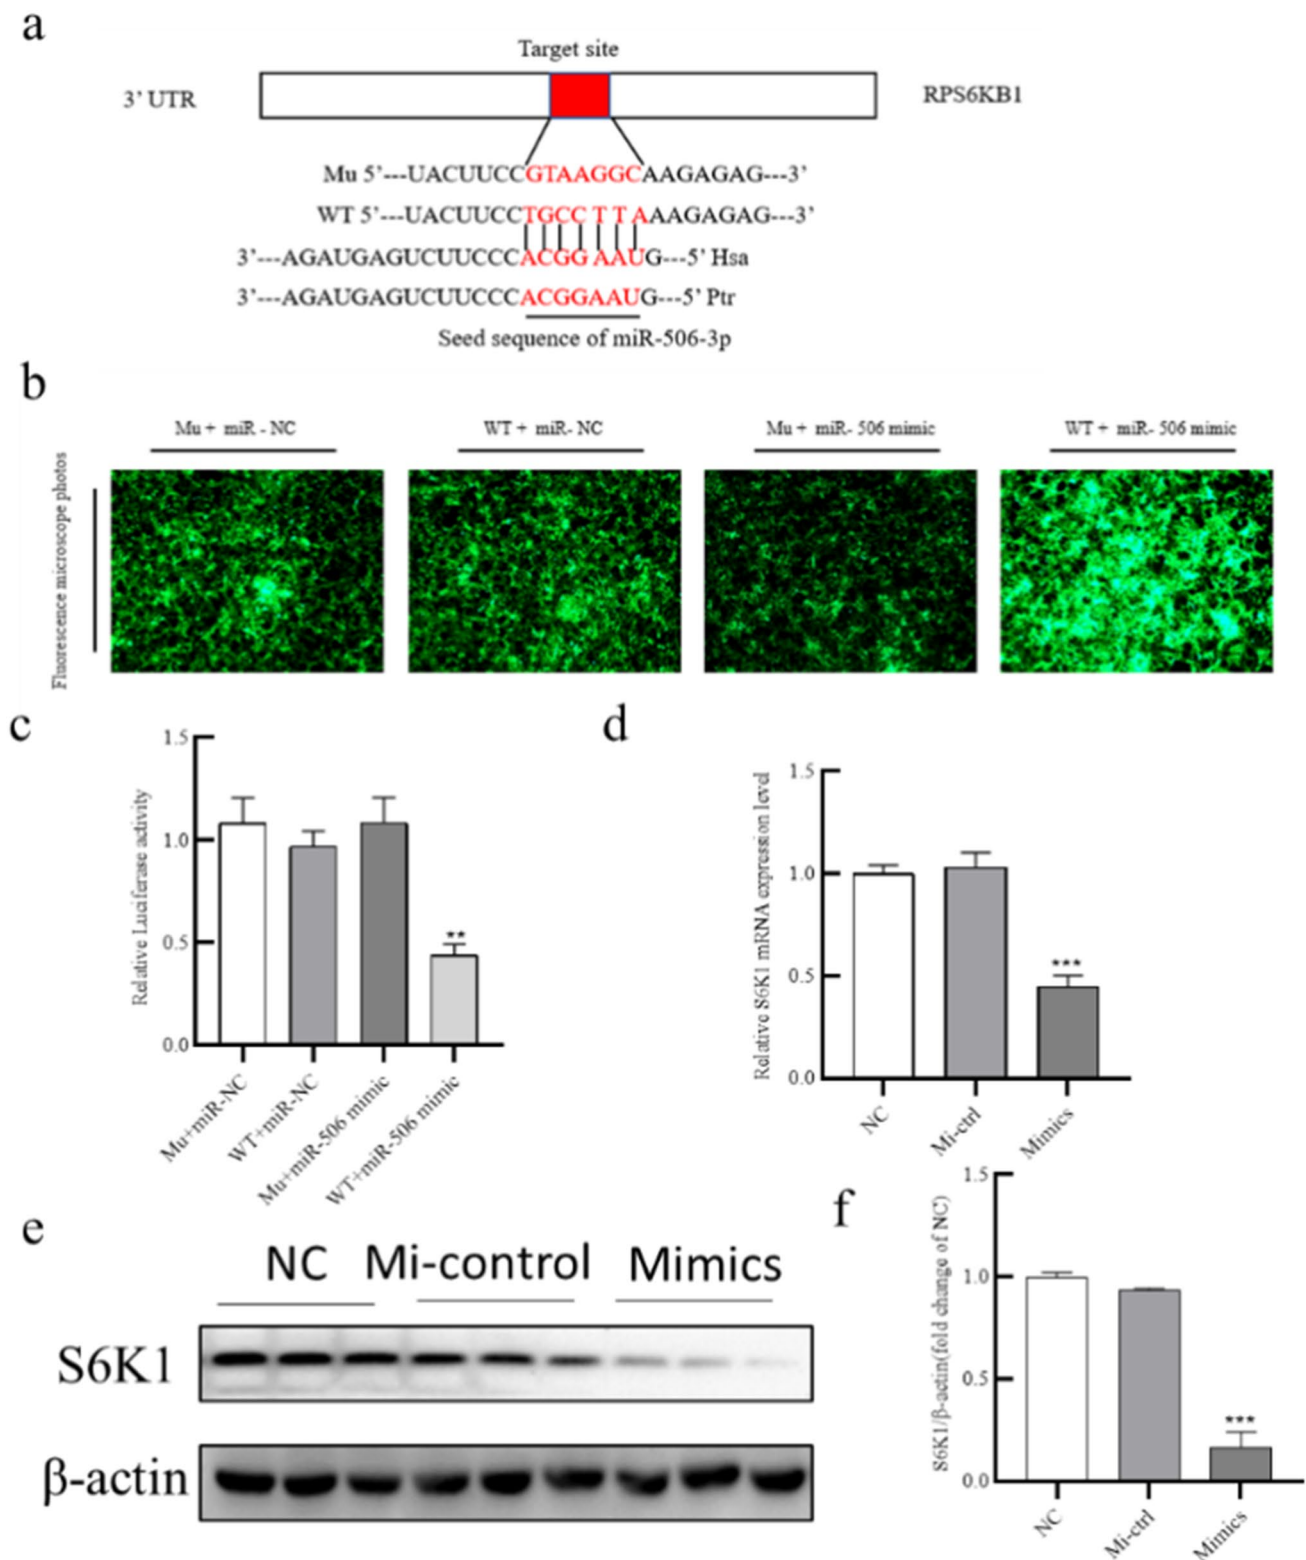 a
Target site
3’ UTR
RPS6KB1
Mu 5’---UACUUCCGTAAGGCAAGAGAG---3’
WT 5’---UACUUCCTGCCTTAAAGAGAG---3’
3’---AGAUGAGUCUUCCCACGGAAUG---5’ Hsa
3’---AGAUGAGUCUUCCCACGGAAUG---5’ Ptr
Seed sequence of miR-506-3p
b
Mu + miR - NC
WT + miR- NC
Mu + miR- 506 mimic
WT + miR- 506 mimic
Fluorescence microscope photos
c
Relative Luciferase activity
1.5
1.0
0.5
0.0
**
Mu+miR-NC
WT+miR-NC
Mu+miR-506 mimic
WT+miR-506 mimic
d
Relative S6K1 mRNA expression level
1.5
1.0
0.5
0.0
***
NC
Mi-ctrl
Mimics
e
NC
Mi-control
Mimics
S6K1
β-actin
f
S6K1/β-actin(fold change of NC)
1.5
1.0
0.5
0.0
***
NC
Mi-ctrl
Mimics